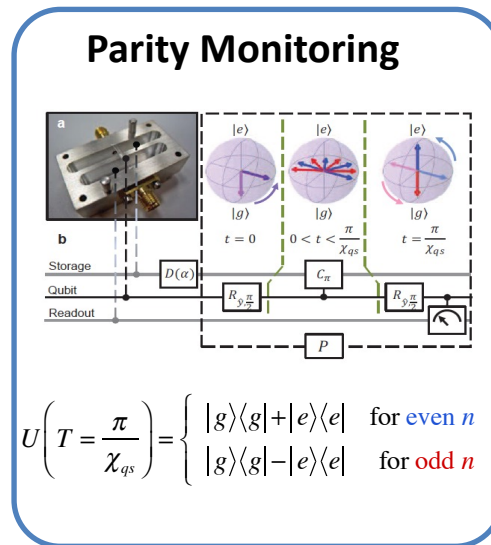 Parity Monitoring
a
|e⟩ |e⟩ |e⟩
|g⟩ |g⟩ |g⟩
t = 0 0 < t < π/χ_qs t = π/χ_qs
b
Storage D(α) C_π
Qubit R_ŷ,π/2 R_ŷ,π/2
Readout
P
U(T = π/χ_qs) = { |g⟩⟨g|+|e⟩⟨e| for even n
|g⟩⟨g|−|e⟩⟨e| for odd n